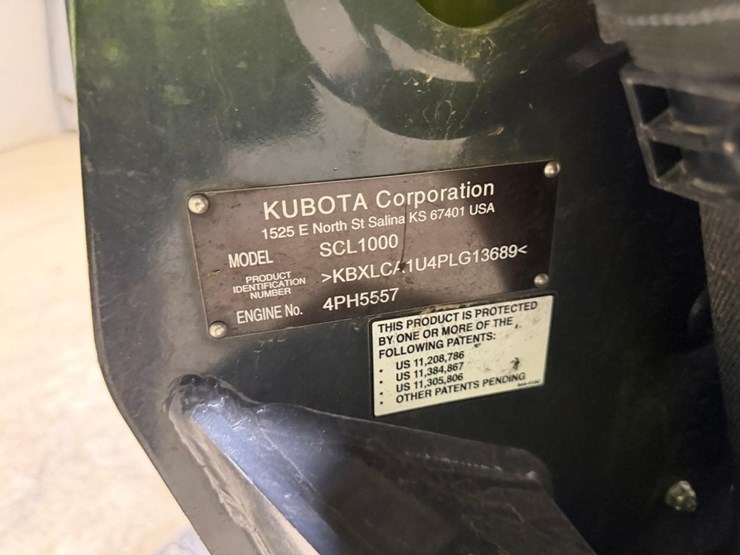 KUBOTA Corporation
1525 E North St Salina KS 67401 USA
MODEL SCL1000
PRODUCT IDENTIFICATION NUMBER >KBXLCA1U4PLG13689<
ENGINE No. 4PH5557
THIS PRODUCT IS PROTECTED
BY ONE OR MORE OF THE
FOLLOWING PATENTS:
• US 11,208,786
• US 11,384,867
• US 11,305,806
• OTHER PATENTS PENDING